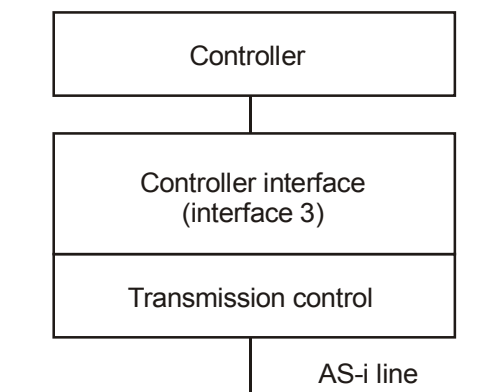 Controller
Controller interface
(interface 3)
Transmission control
AS-i line